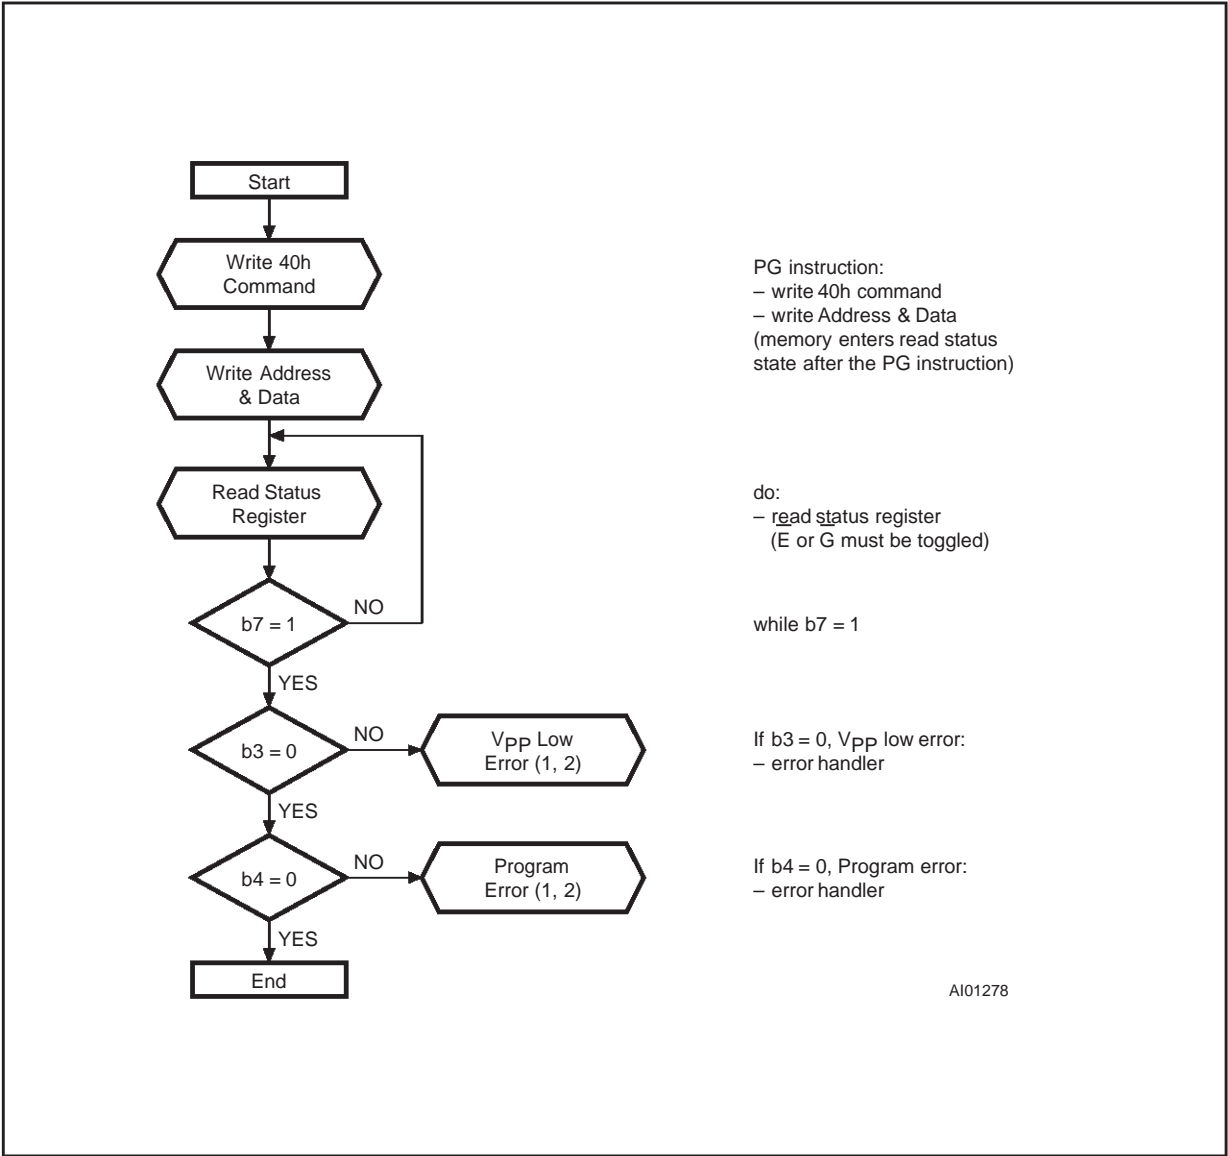 Start
Write 40h
Command
Write Address
& Data
Read Status
Register
b7 = 1
NO
YES
b3 = 0
NO
VPP Low
Error (1, 2)
YES
b4 = 0
NO
Program
Error (1, 2)
YES
End
PG instruction:
– write 40h command
– write Address & Data
(memory enters read status
state after the PG instruction)
do:
– read status register
(E or G must be toggled)
while b7 = 1
If b3 = 0, VPP low error:
– error handler
If b4 = 0, Program error:
– error handler
AI01278